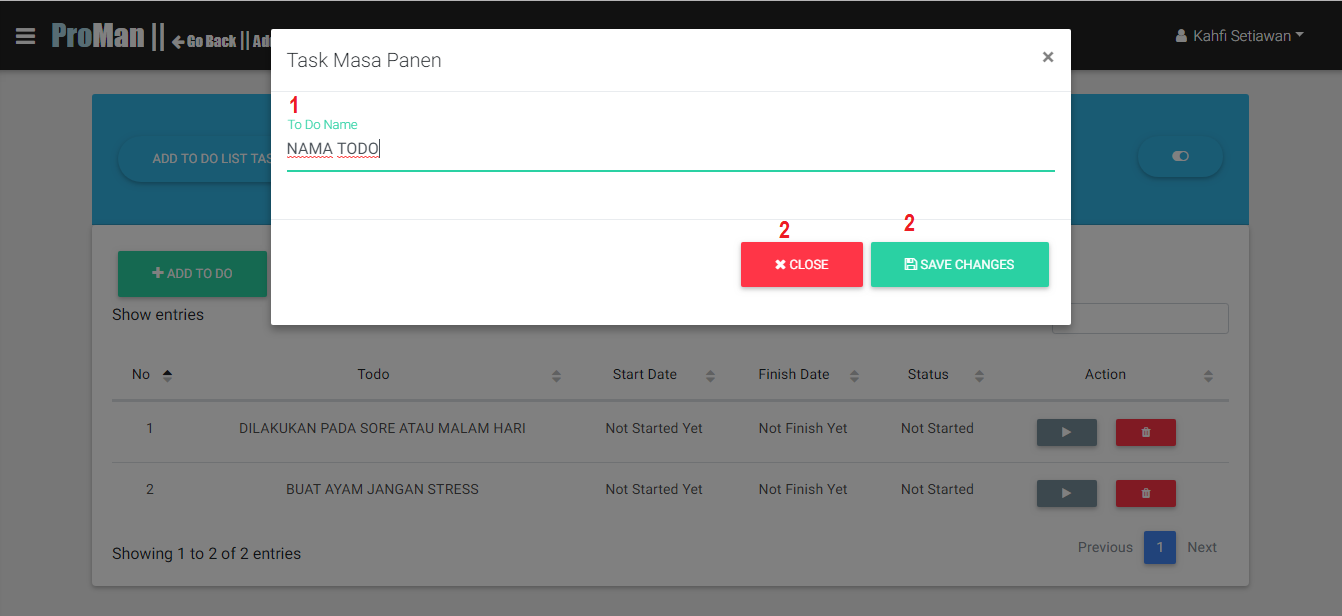 ProMan || Go Back || Ad
Kahfi Setiawan
Task Masa Panen
×
1
To Do Name
NAMA TODO
ADD TO DO LIST TAS
2
2
CLOSE
SAVE CHANGES
ADD TO DO
Show entries
No Todo Start Date Finish Date Status Action
1 DILAKUKAN PADA SORE ATAU MALAM HARI Not Started Yet Not Finish Yet Not Started
2 BUAT AYAM JANGAN STRESS Not Started Yet Not Finish Yet Not Started
Showing 1 to 2 of 2 entries
Previous 1 Next